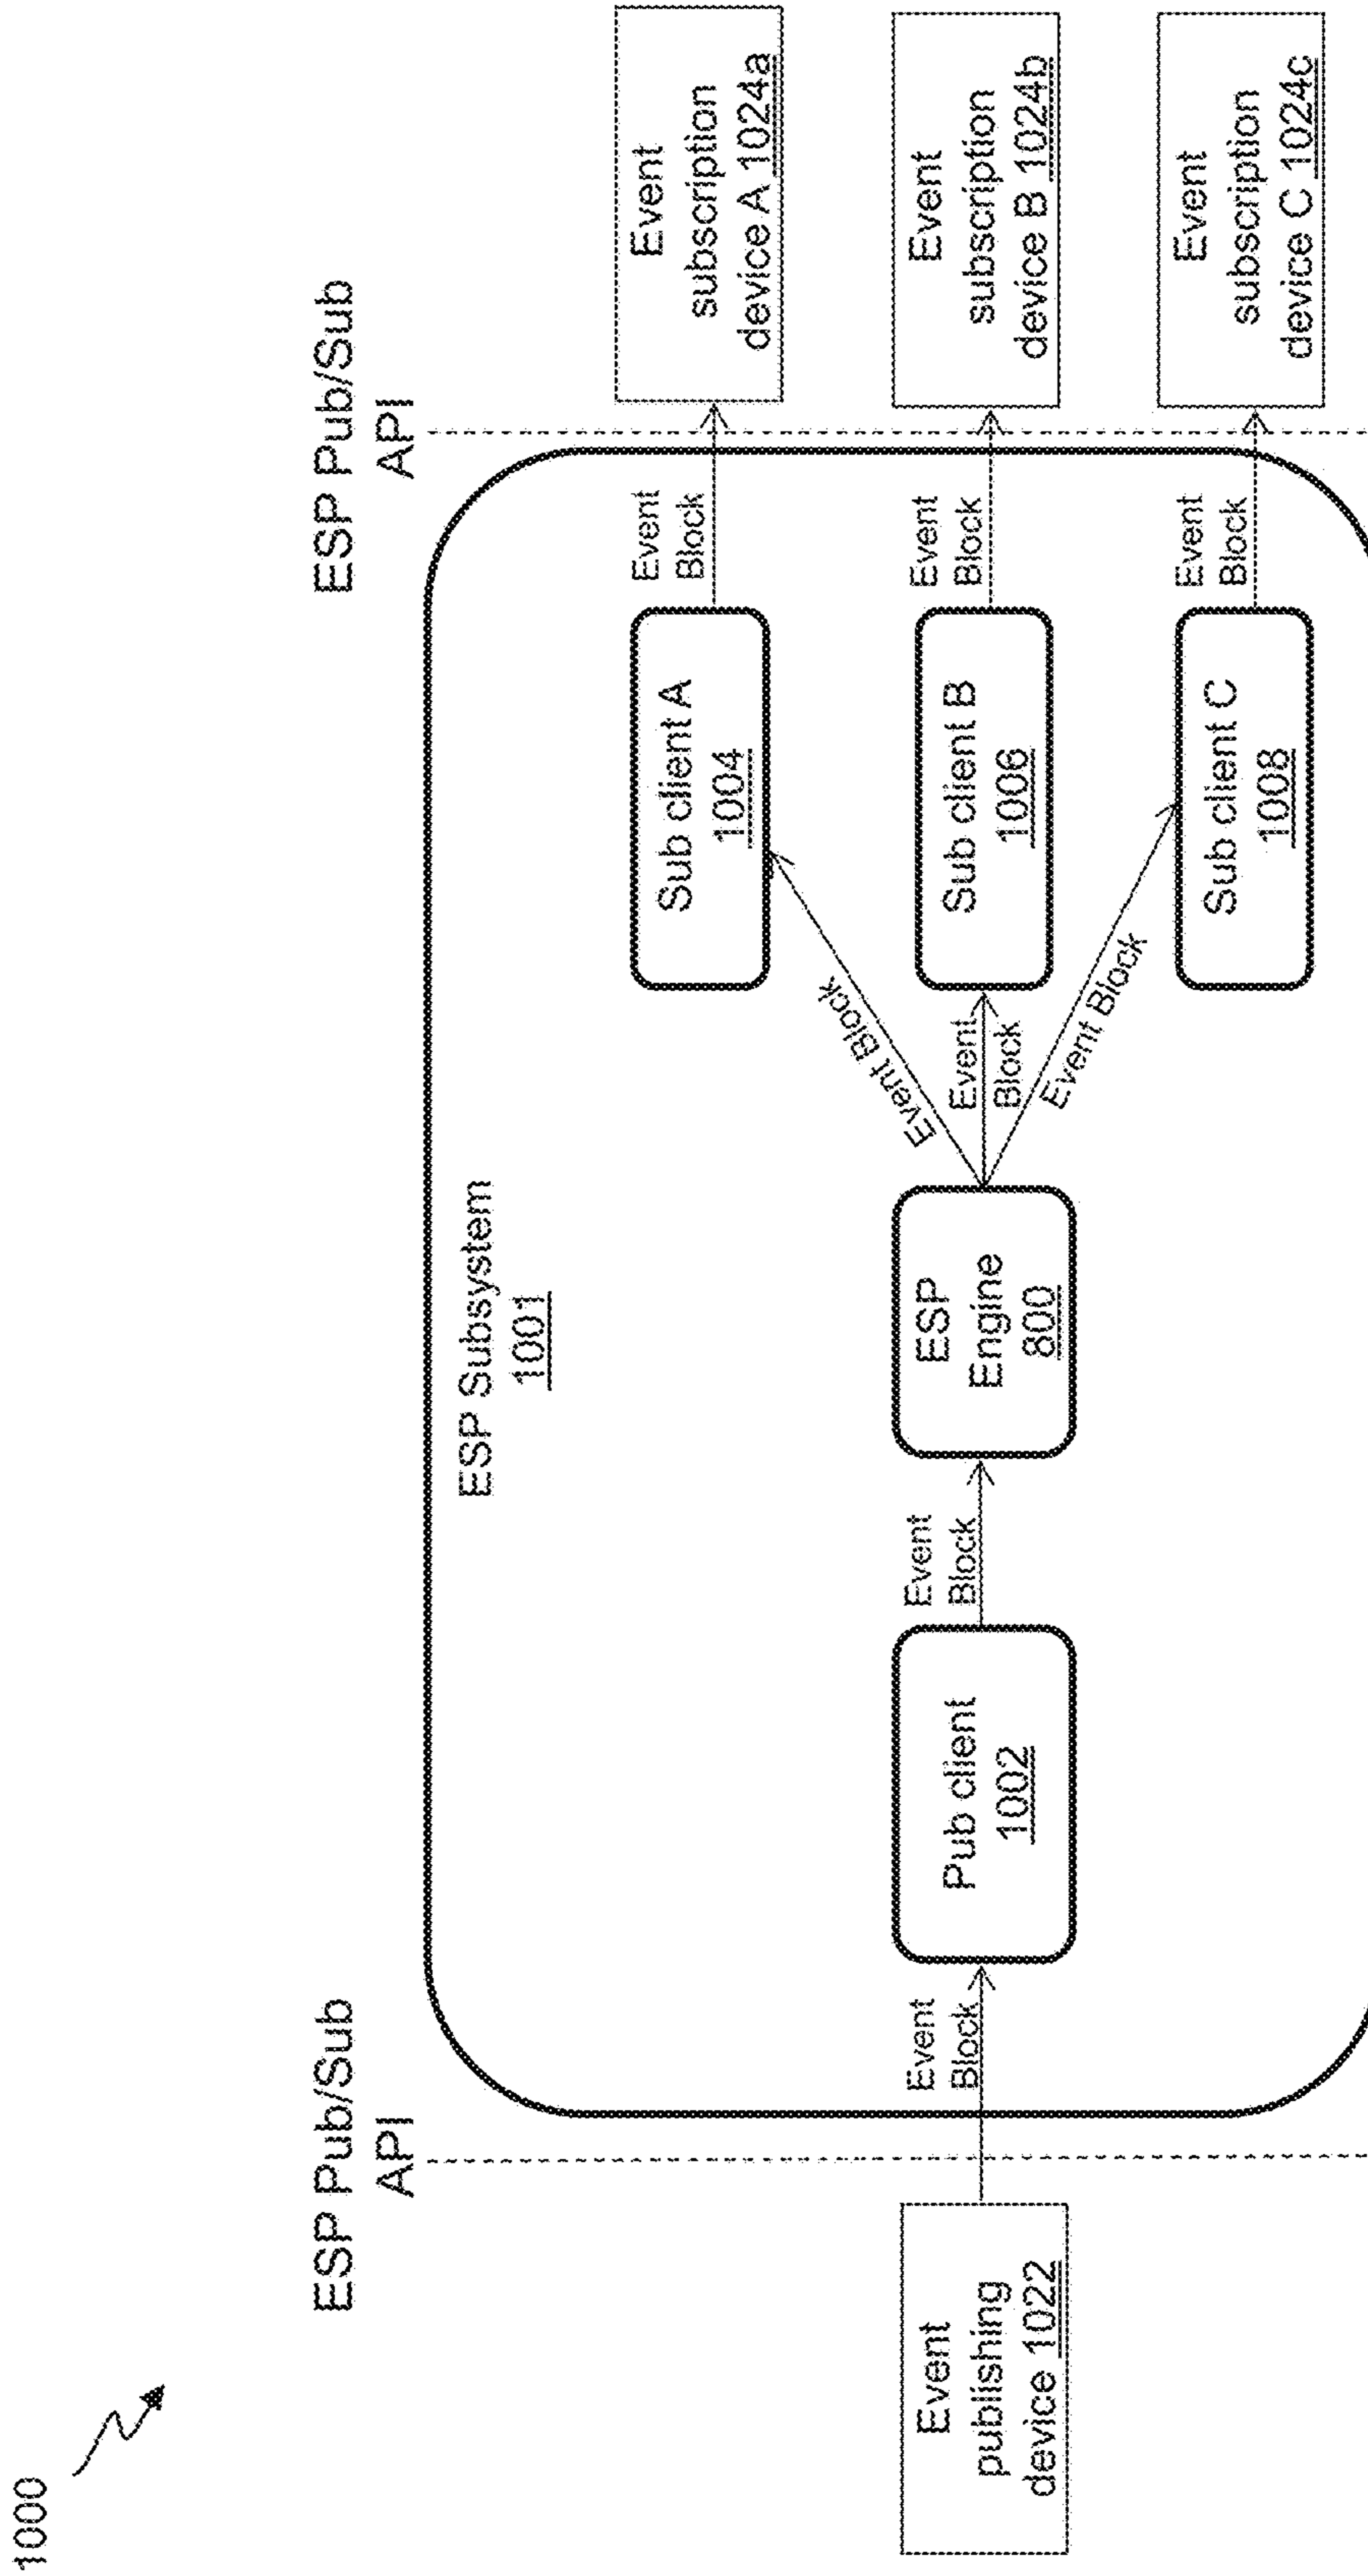 1000
ESP Pub/Sub
API
ESP Pub/Sub
API
ESP Subsystem
1001
Event
publishing
device 1022
Event
Block
Pub client
1002
Event
Block
ESP
Engine
800
Event Block
Event
Block
Event Block
Sub client A
1004
Sub client B
1006
Sub client C
1008
Event
Block
Event
Block
Event
Block
Event
subscription
device A 1024a
Event
subscription
device B 1024b
Event
subscription
device C 1024c